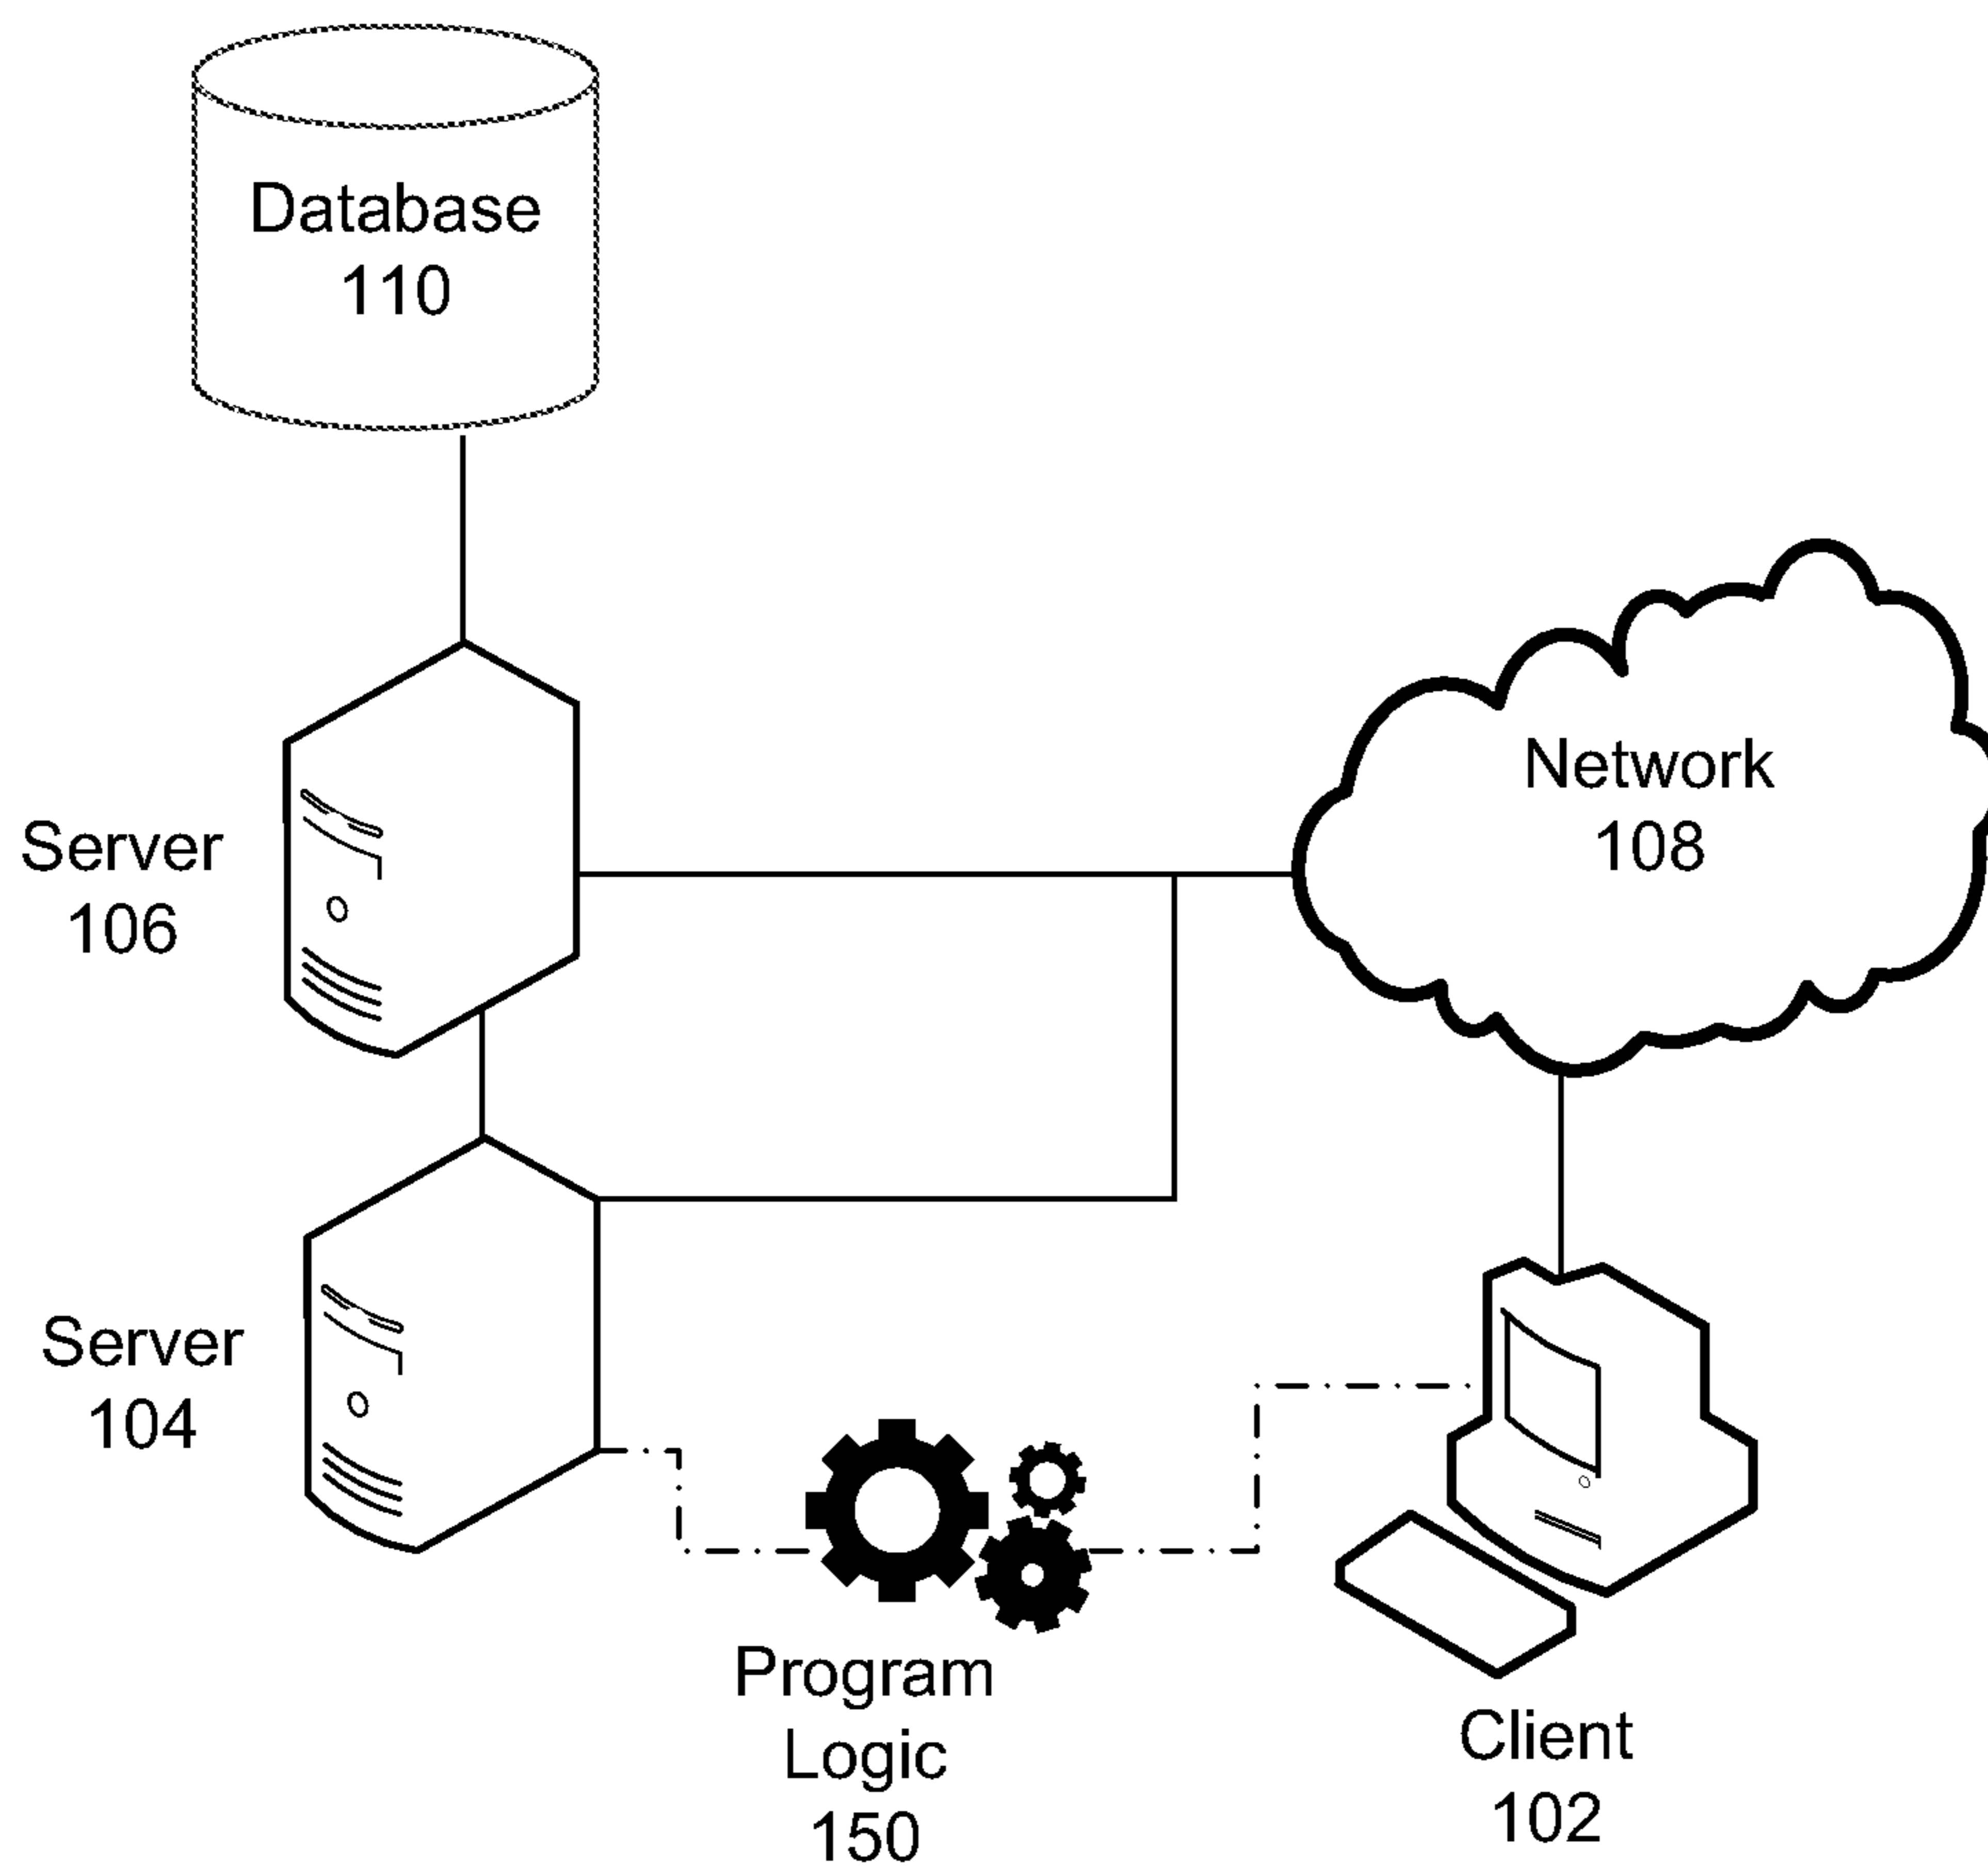 Database
110
Network
108
Server
106
Server
104
Program
Logic
150
Client
102